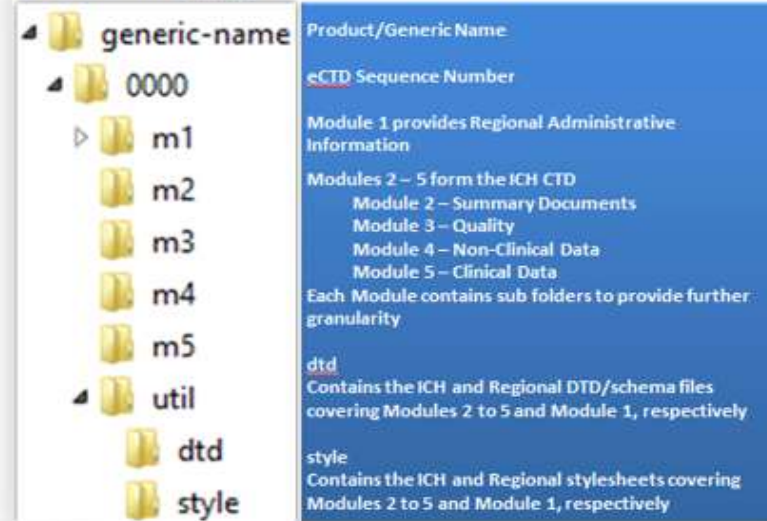 generic-name
0000
m1
m2
m3
m4
m5
util
dtd
style
Product/Generic Name
eCTD Sequence Number
Module 1 provides Regional Administrative
Information
Modules 2 – 5 form the ICH CTD
Module 2 – Summary Documents
Module 3 – Quality
Module 4 – Non-Clinical Data
Module 5 – Clinical Data
Each Module contains sub folders to provide further
granularity
dtd
Contains the ICH and Regional DTD/schema files
covering Modules 2 to 5 and Module 1, respectively
style
Contains the ICH and Regional stylesheets covering
Modules 2 to 5 and Module 1, respectively